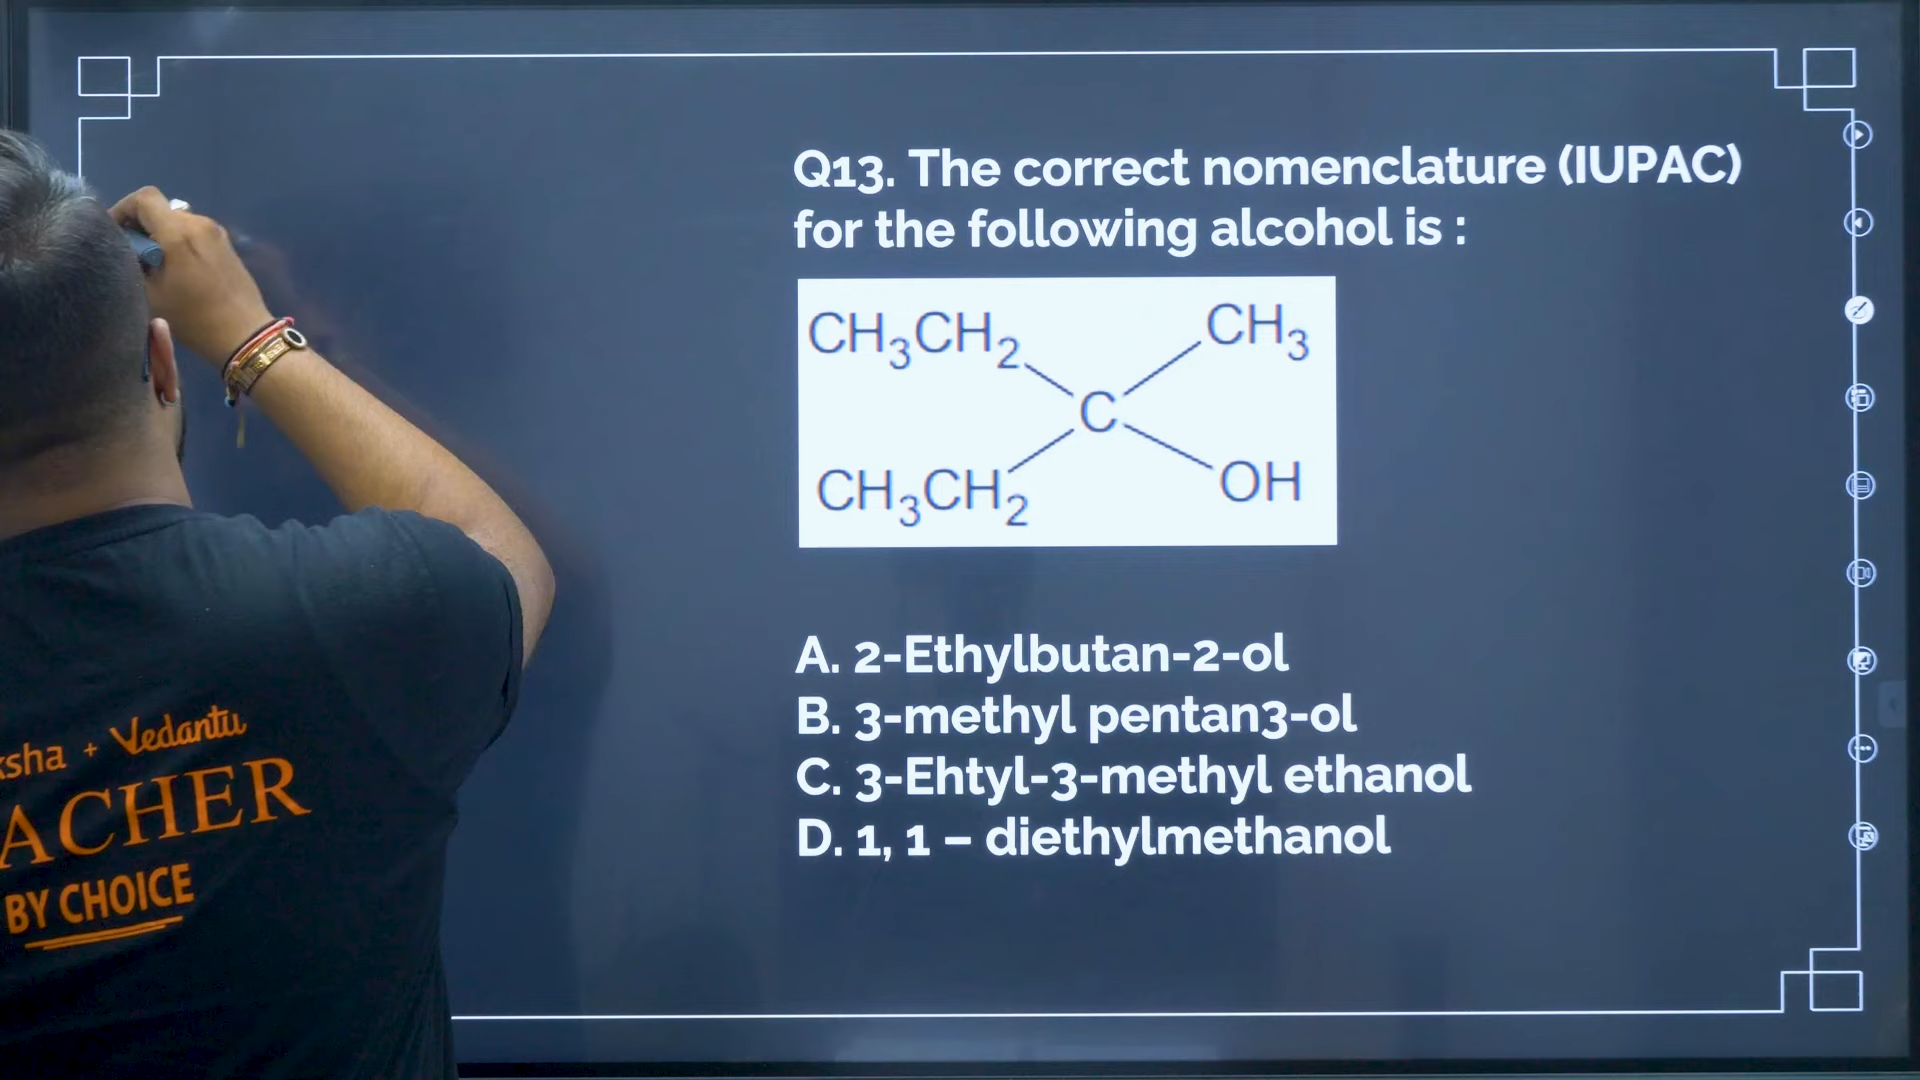 Q13. The correct nomenclature (IUPAC)
for the following alcohol is :
CH₃CH₂
CH₃
C
CH₃CH₂
OH
A. 2-Ethylbutan-2-ol
B. 3-methyl pentan3-ol
C. 3-Ehtyl-3-methyl ethanol
D. 1, 1 – diethylmethanol
+ Vedantu
ACHER
BY CHOICE